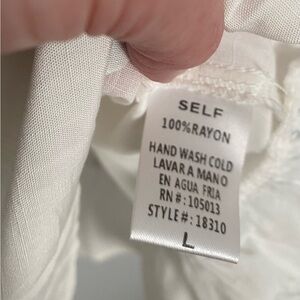 SELF
100%RAYON
HAND WASH COLD
LAVAR A MANO
EN AGUA FRIA
RN#:105013
STYLE#:18310
L